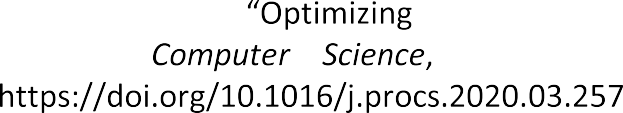 “Optimizing
Computer Science,
https://doi.org/10.1016/j.procs.2020.03.257